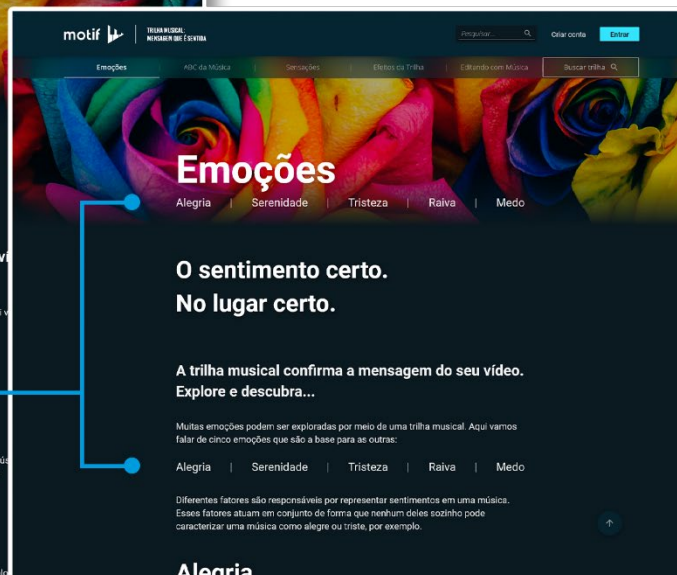 motif
TRILHA MUSICAL:
MENSAGEM QUE É SENTIDA
Pesquisar...
Criar conta
Entrar
Emoções | ABC da Música | Sensações | Efeitos da Trilha | Editando com Música
Buscar trilha
Emoções
Alegria | Serenidade | Tristeza | Raiva | Medo
O sentimento certo.
No lugar certo.
A trilha musical confirma a mensagem do seu vídeo.
Explore e descubra...
Muitas emoções podem ser exploradas por meio de uma trilha musical. Aqui vamos
falar de cinco emoções que são a base para as outras:
Alegria | Serenidade | Tristeza | Raiva | Medo
Diferentes fatores são responsáveis por representar sentimentos em uma música.
Esses fatores atuam em conjunto de forma que nenhum deles sozinho pode
caracterizar uma música como alegre ou triste, por exemplo.
Alegria